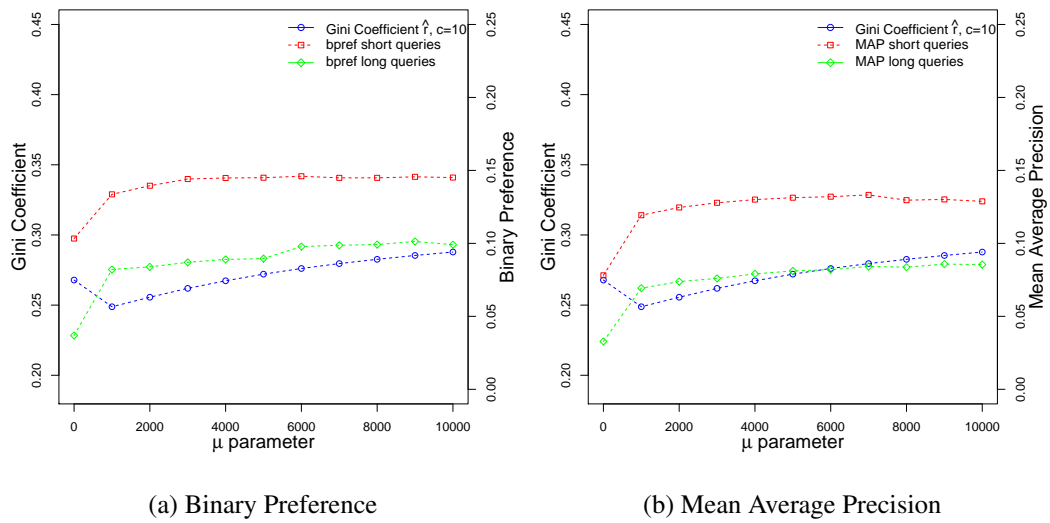 Gini Coefficient r̂, c=10
bpref short queries
bpref long queries
Gini Coefficient
0.20 0.25 0.30 0.35 0.40 0.45
Binary Preference
0.00 0.05 0.10 0.15 0.20 0.25
0 2000 4000 6000 8000 10000
μ parameter
(a) Binary Preference
Gini Coefficient r̂, c=10
MAP short queries
MAP long queries
Gini Coefficient
0.20 0.25 0.30 0.35 0.40 0.45
Mean Average Precision
0.00 0.05 0.10 0.15 0.20 0.25
0 2000 4000 6000 8000 10000
μ parameter
(b) Mean Average Precision